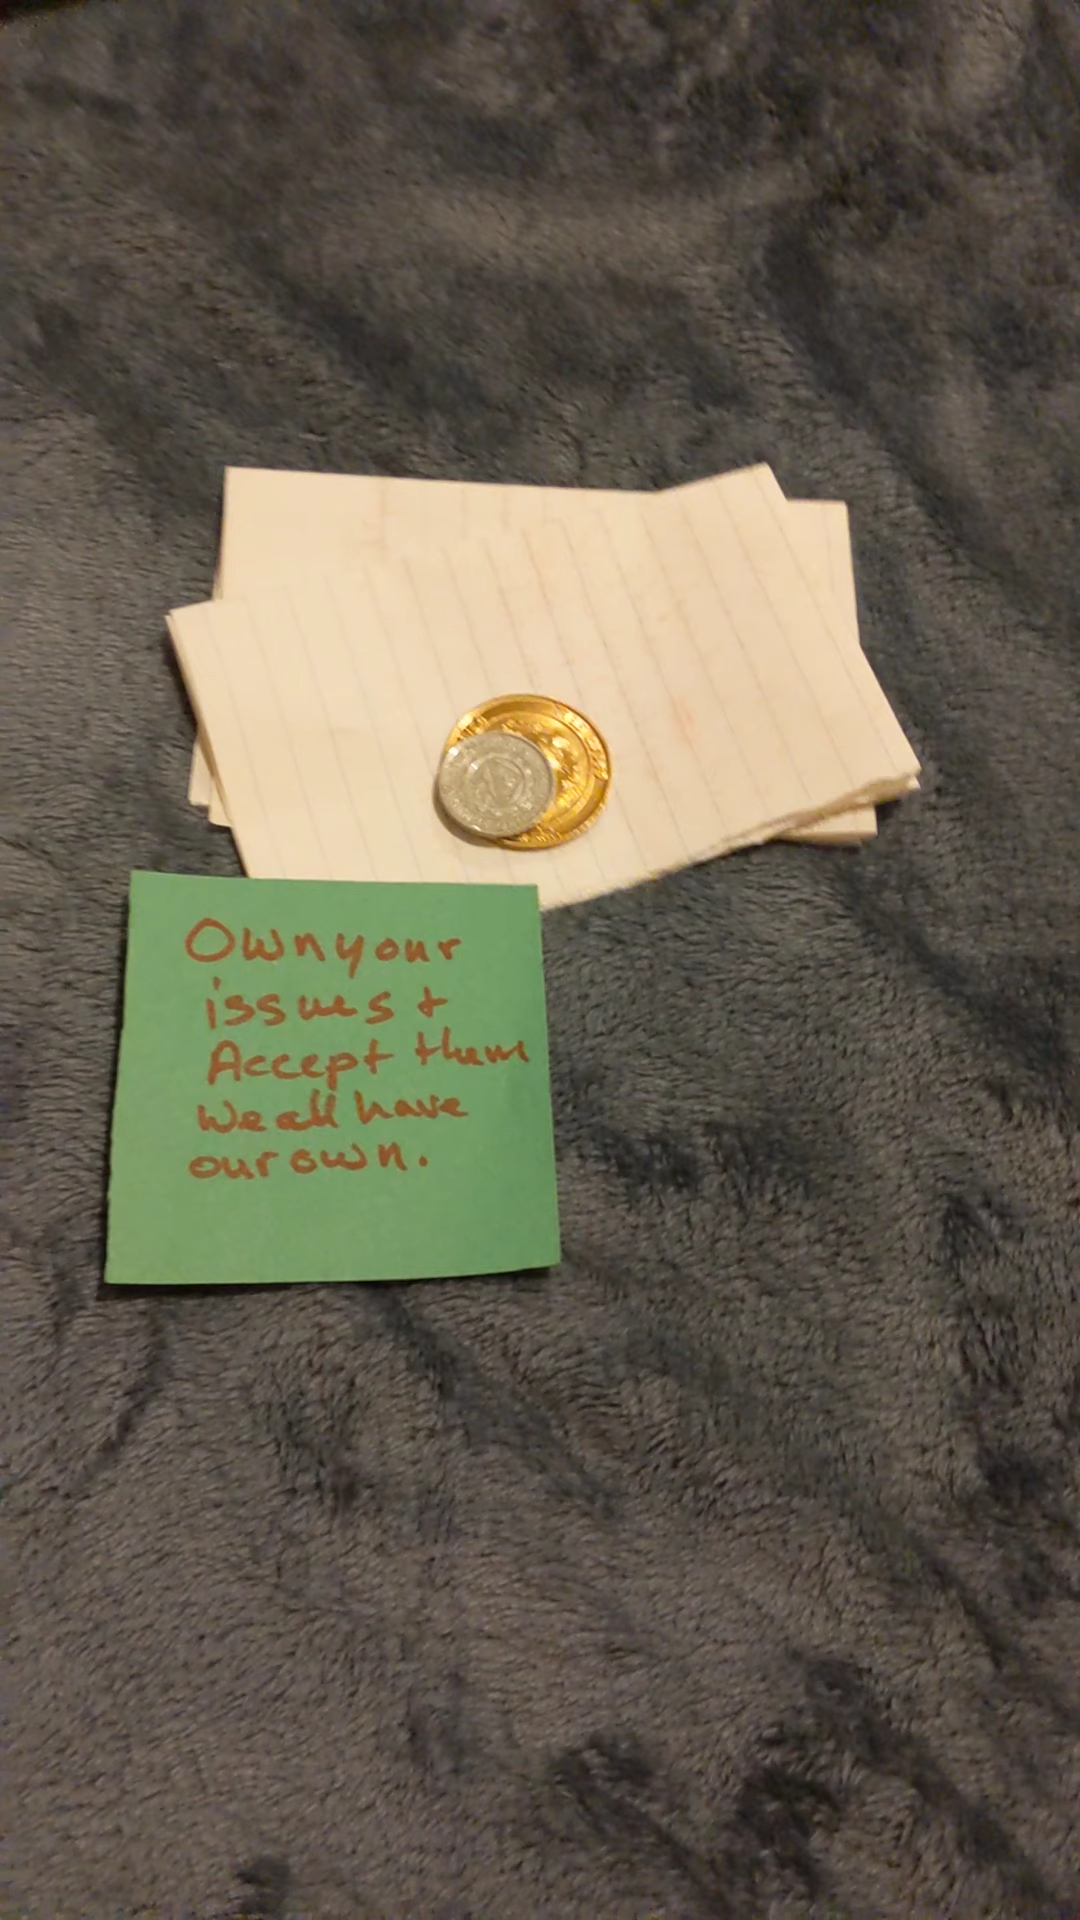 Own your
issues +
Accept them
We all have
our own.